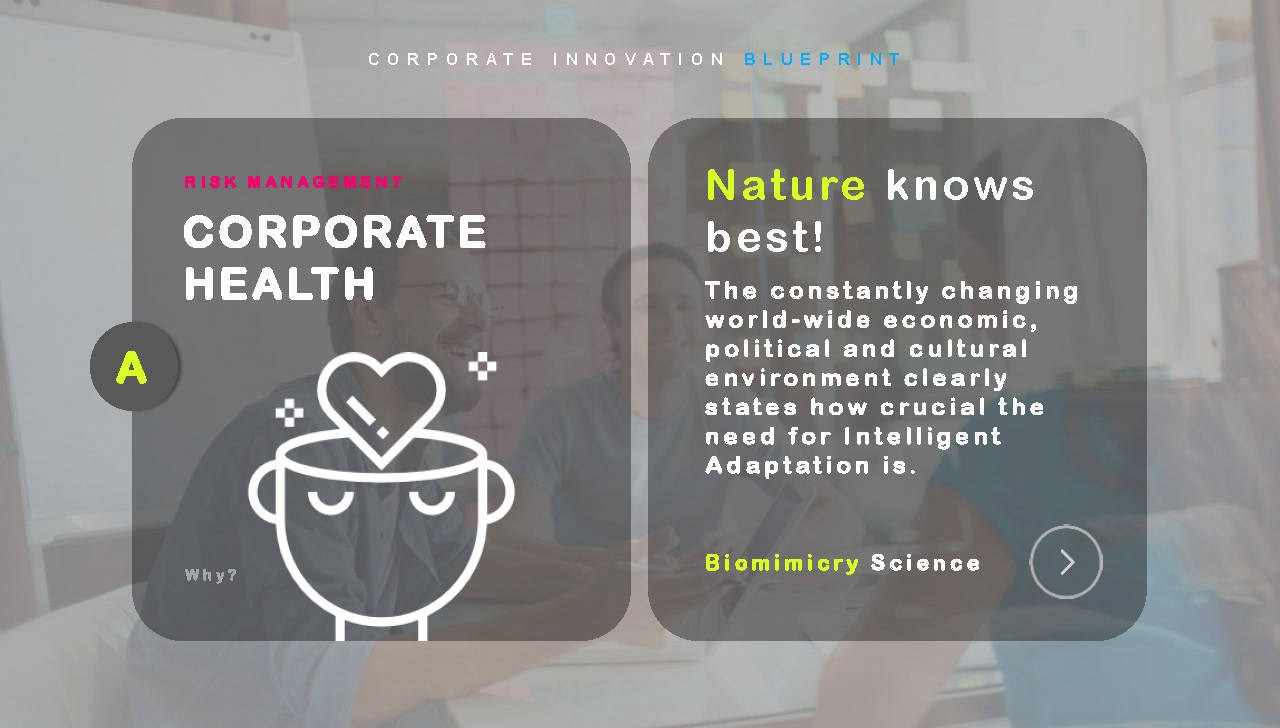 CORPORATE INNOVATION BLUEPRINT
RISK MANAGEMENT
CORPORATE
HEALTH
A
Why?
Nature knows
best!
The constantly changing
world-wide economic,
political and cultural
environment clearly
states how crucial the
need for Intelligent
Adaptation is.
Biomimicry Science